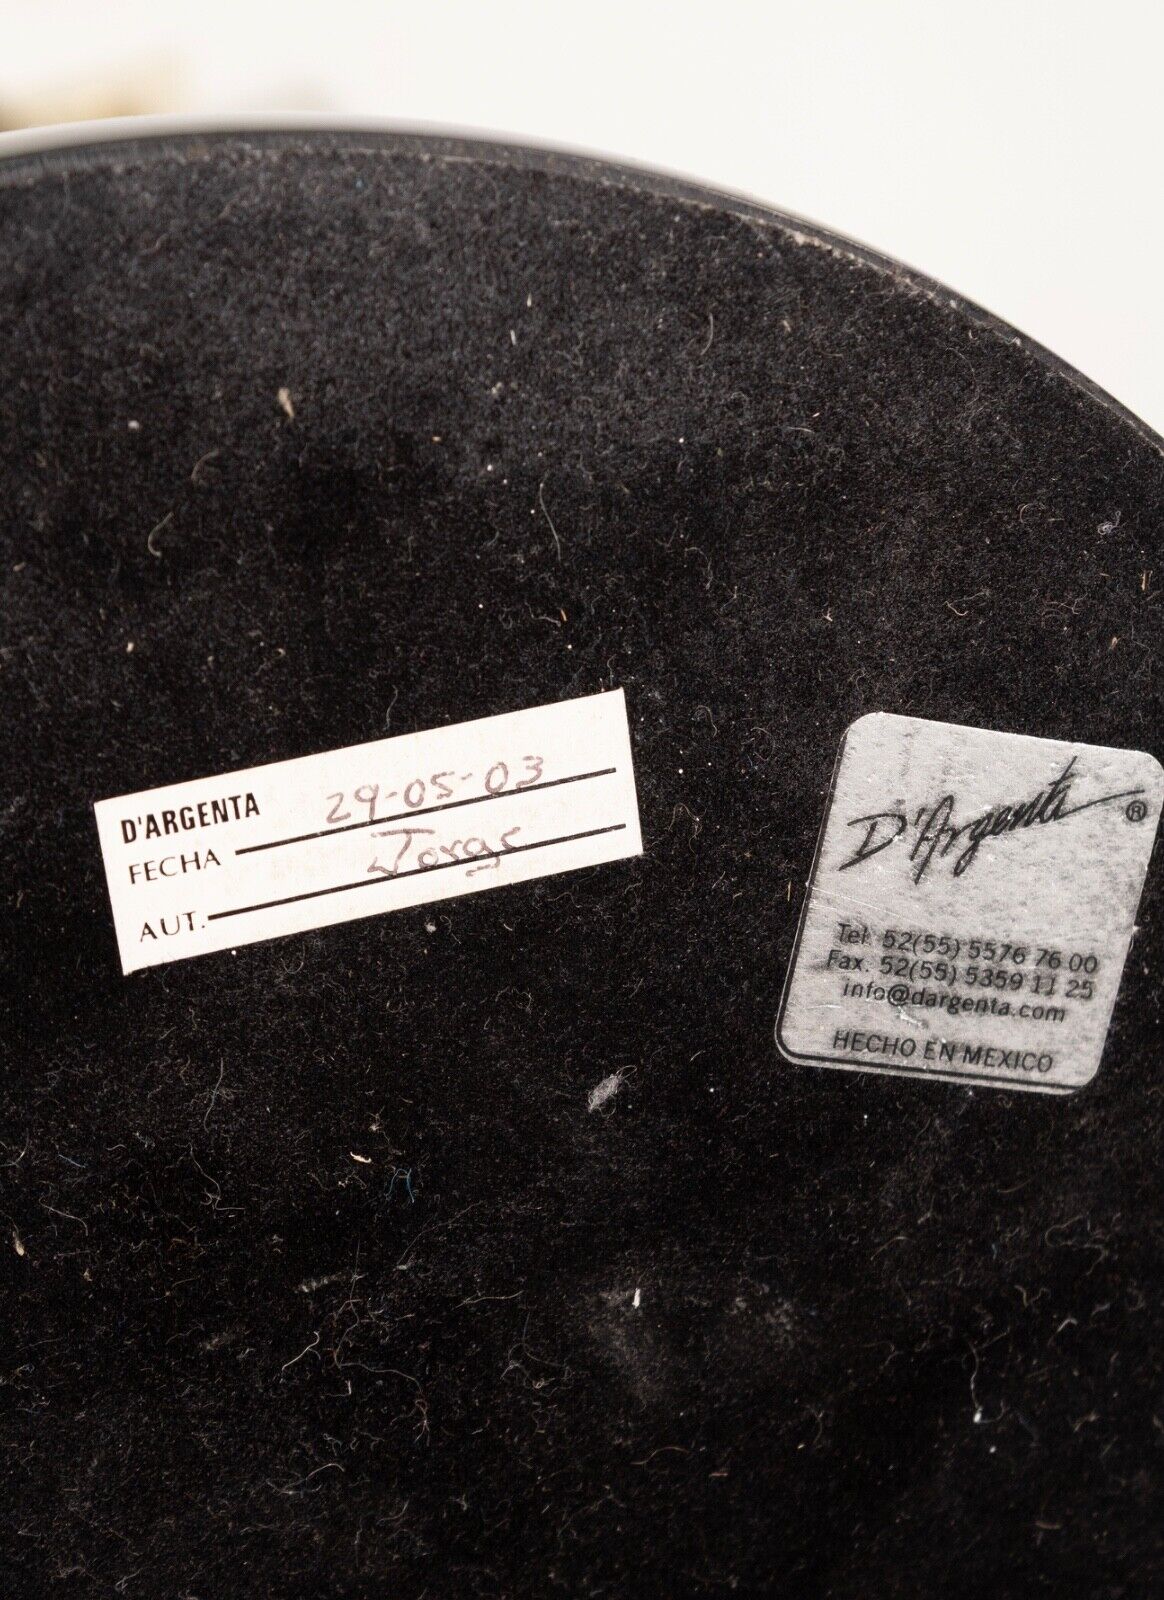 D'ARGENTA
FECHA 29-05-03
AUT. Jorge
D'Argenta ®
Tel. 52(55) 5576 76 00
Fax. 52(55) 5359 11 25
info@dargenta.com
HECHO EN MEXICO